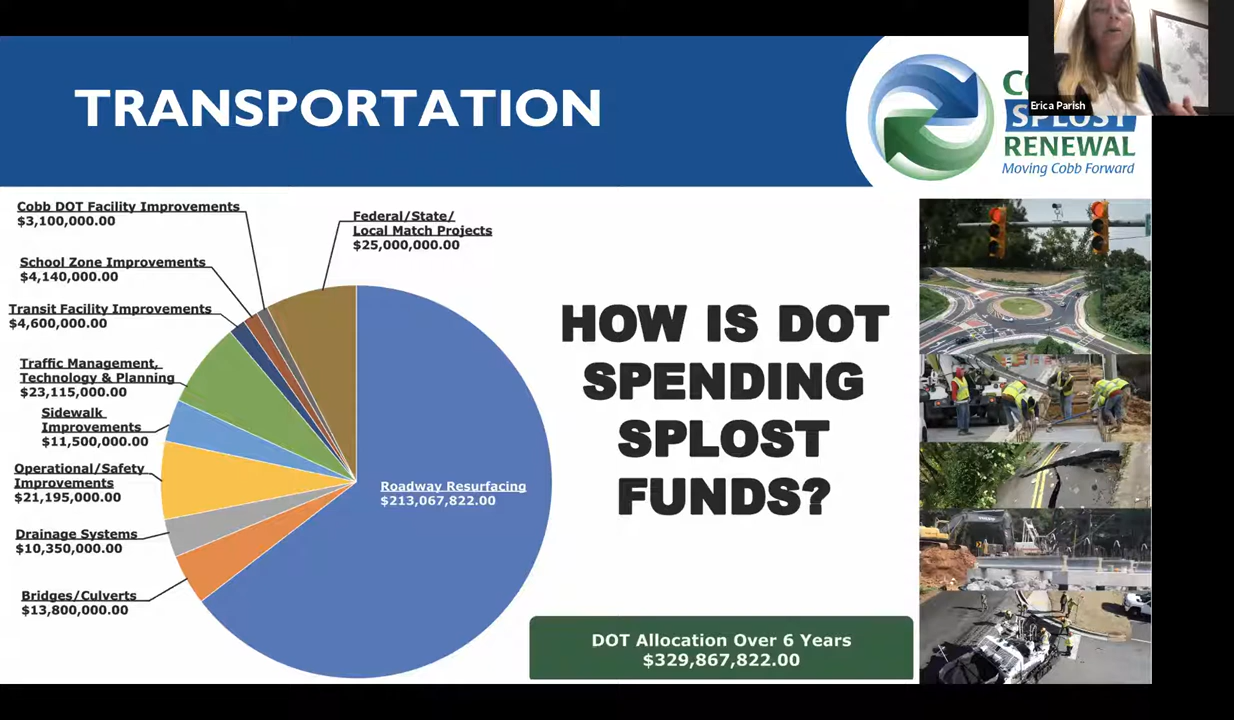 TRANSPORTATION
Erica Parish
SPLOST
RENEWAL
Moving Cobb Forward
Cobb DOT Facility Improvements
$3,100,000.00
Federal/State/
Local Match Projects
$25,000,000.00
School Zone Improvements
$4,140,000.00
Transit Facility Improvements
$4,600,000.00
Traffic Management,
Technology & Planning
$23,115,000.00
Sidewalk
Improvements
$11,500,000.00
Operational/Safety
Improvements
$21,195,000.00
Drainage Systems
$10,350,000.00
Bridges/Culverts
$13,800,000.00
Roadway Resurfacing
$213,067,822.00
HOW IS DOT
SPENDING
SPLOST
FUNDS?
DOT Allocation Over 6 Years
$329,867,822.00